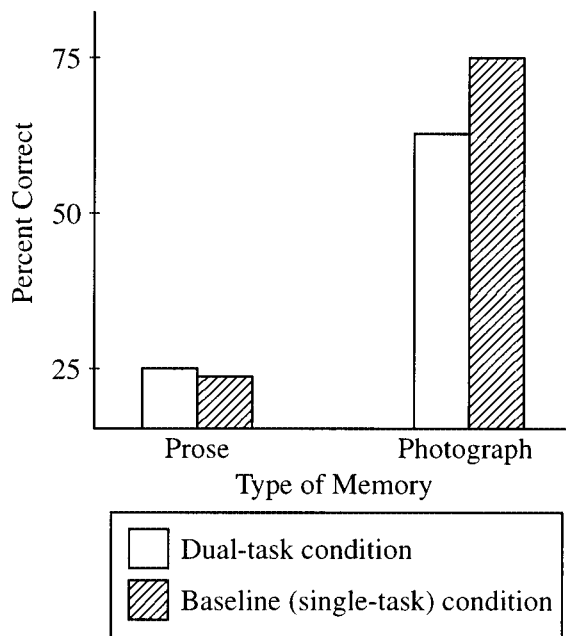 75
50
25
Percent Correct
Prose
Photograph
Type of Memory
Dual-task condition
Baseline (single-task) condition